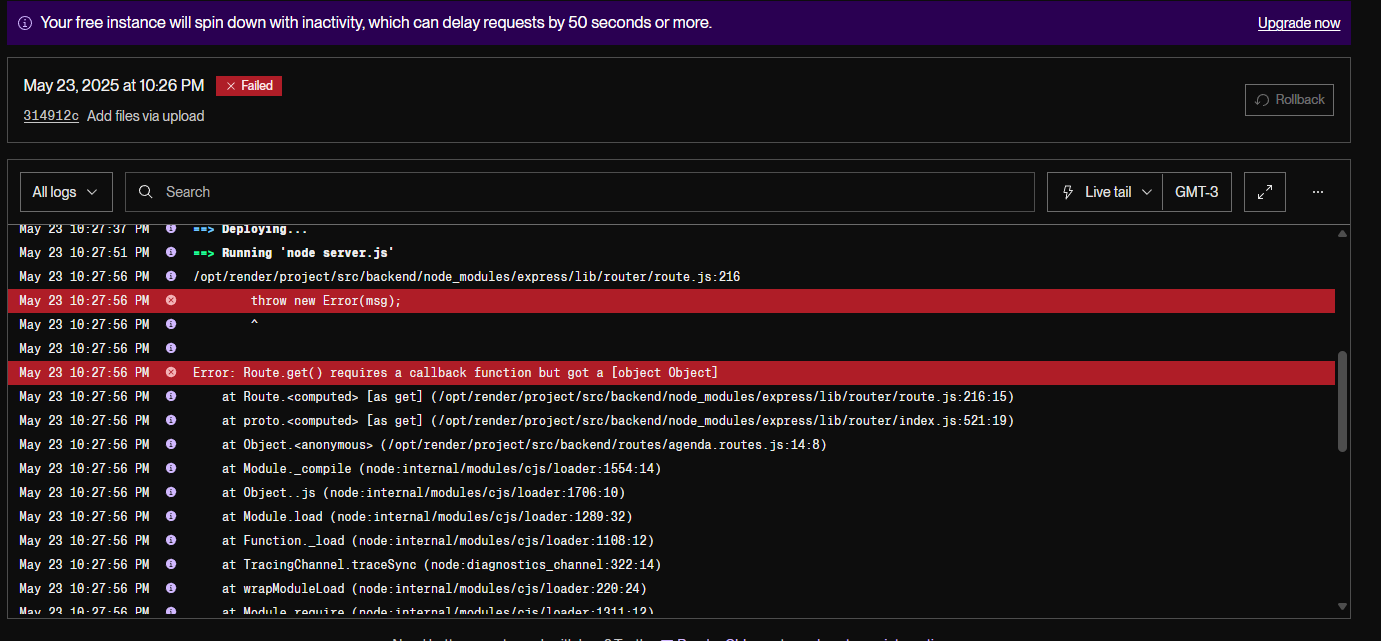 Your free instance will spin down with inactivity, which can delay requests by 50 seconds or more.
Upgrade now
May 23, 2025 at 10:26 PM
Failed
314912c Add files via upload
Rollback
All logs
Search
Live tail
GMT-3
May 23 10:27:37 PM ==> Deploying...
May 23 10:27:51 PM ==> Running 'node server.js'
May 23 10:27:56 PM /opt/render/project/src/backend/node_modules/express/lib/router/route.js:216
May 23 10:27:56 PM throw new Error(msg);
May 23 10:27:56 PM ^
May 23 10:27:56 PM
May 23 10:27:56 PM Error: Route.get() requires a callback function but got a [object Object]
May 23 10:27:56 PM at Route.<computed> [as get] (/opt/render/project/src/backend/node_modules/express/lib/router/route.js:216:15)
May 23 10:27:56 PM at proto.<computed> [as get] (/opt/render/project/src/backend/node_modules/express/lib/router/index.js:521:19)
May 23 10:27:56 PM at Object.<anonymous> (/opt/render/project/src/backend/routes/agenda.routes.js:14:8)
May 23 10:27:56 PM at Module._compile (node:internal/modules/cjs/loader:1554:14)
May 23 10:27:56 PM at Object..js (node:internal/modules/cjs/loader:1706:10)
May 23 10:27:56 PM at Module.load (node:internal/modules/cjs/loader:1289:32)
May 23 10:27:56 PM at Function._load (node:internal/modules/cjs/loader:1108:12)
May 23 10:27:56 PM at TracingChannel.traceSync (node:diagnostics_channel:322:14)
May 23 10:27:56 PM at wrapModuleLoad (node:internal/modules/cjs/loader:220:24)
May 23 10:27:56 PM at Module.require (node:internal/modules/cjs/loader:1311:12)